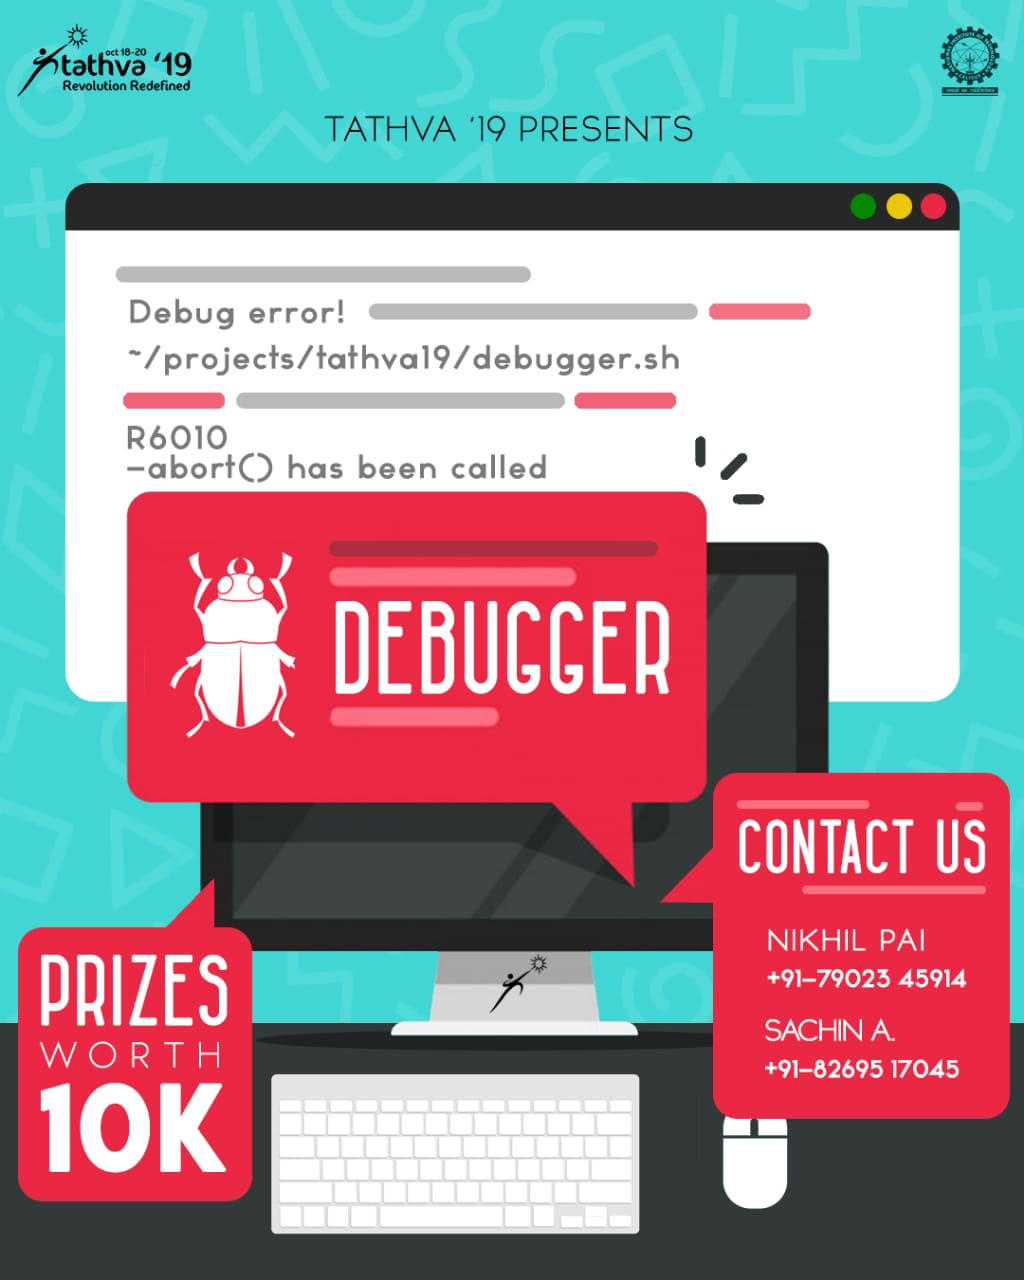 oct 18-20
tathva '19
Revolution Redefined
TATHVA '19 PRESENTS
Debug error!
~/projects/tathva19/debugger.sh
R6010
-abort() has been called
DEBUGGER
CONTACT US
NIKHIL PAI
+91-79023 45914
SACHIN A.
+91-82695 17045
PRIZES
WORTH
10K